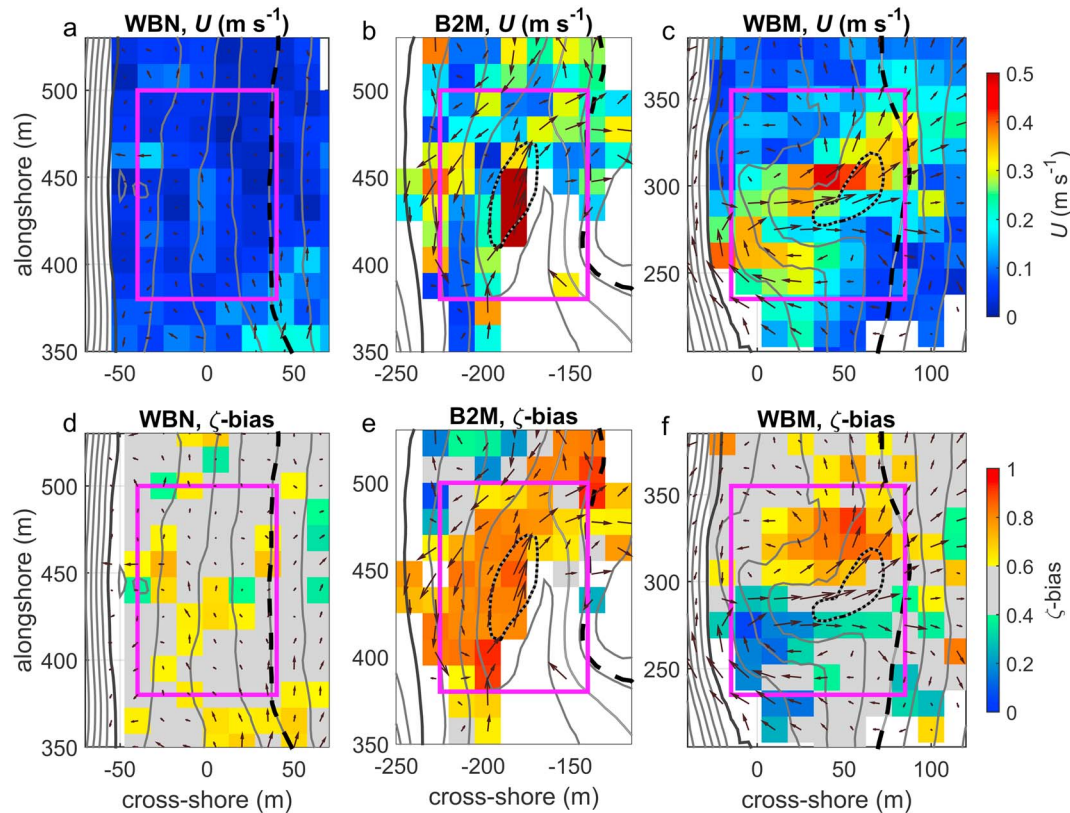 a
WBN, U (m s⁻¹)
b
B2M, U (m s⁻¹)
c
WBM, U (m s⁻¹)
alongshore (m)
500
450
400
350
500
450
400
350
350
300
250
-50 0 50
-250 -200 -150
0 50 100
0.5
0.4
0.3
0.2
0.1
0
U (m s⁻¹)
d
WBN, ζ-bias
e
B2M, ζ-bias
f
WBM, ζ-bias
alongshore (m)
500
450
400
350
500
450
400
350
350
300
250
-50 0 50
-250 -200 -150
0 50 100
cross-shore (m)
cross-shore (m)
cross-shore (m)
1
0.8
0.6
0.4
0.2
0
ζ-bias